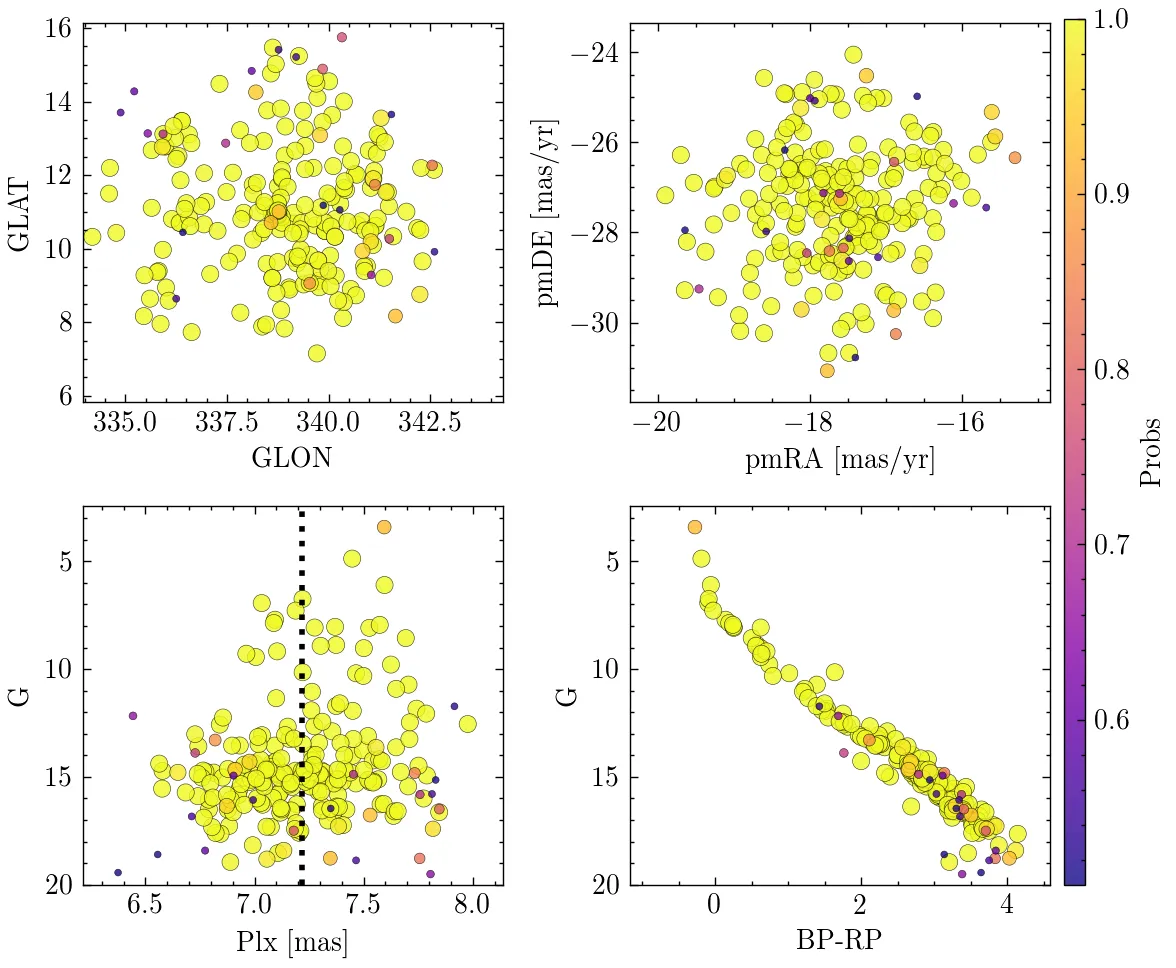 16
14
12
10
8
6
GLAT
335.0 337.5 340.0 342.5
GLON
−24
−26
−28
−30
pmDE [mas/yr]
−20 −18 −16
pmRA [mas/yr]
5
10
15
20
G
6.5 7.0 7.5 8.0
Plx [mas]
5
10
15
20
G
0 2 4
BP-RP
1.0
0.9
0.8
0.7
0.6
Probs